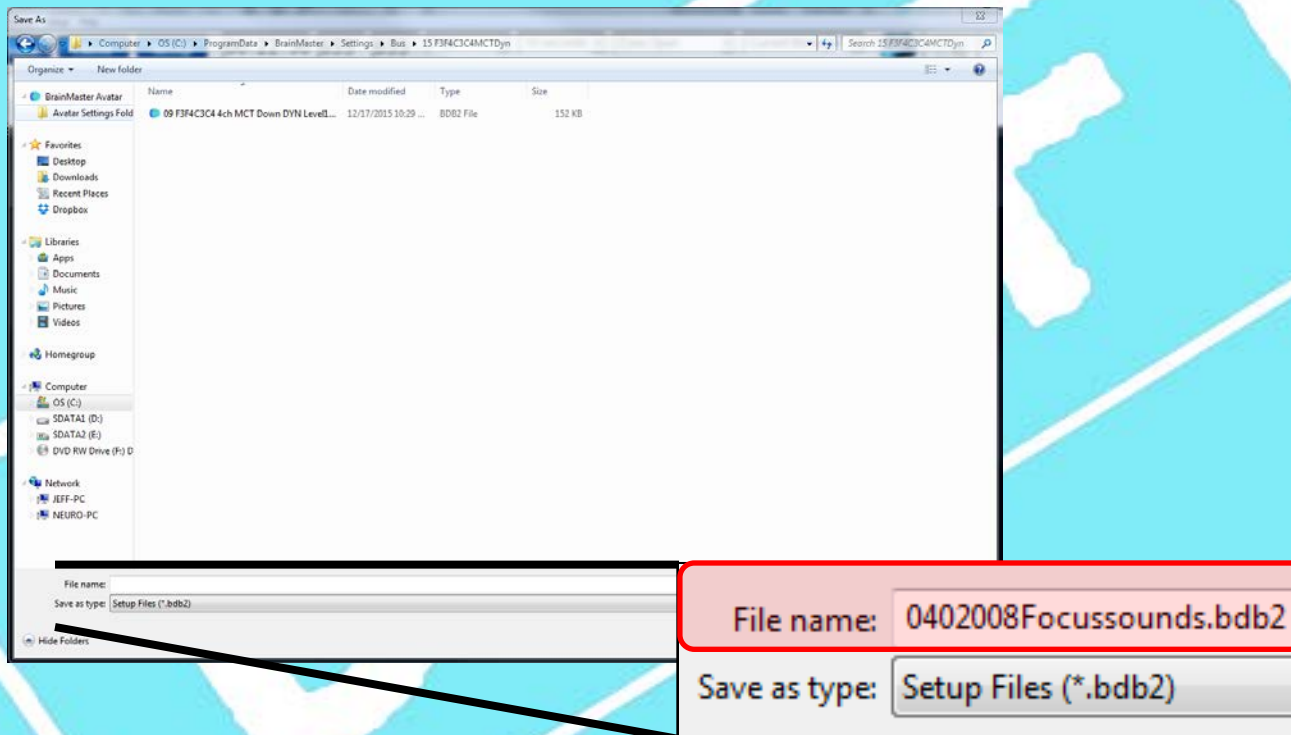 Save As
Computer ▸ OS (C:) ▸ ProgramData ▸ BrainMaster ▸ Settings ▸ Bus ▸ 15 F3F4C3C4MCTDyn
Search 15 F3F4C3C4MCTDyn
Organize
New folder
Name Date modified Type Size
09 F3F4C3C4 4ch MCT Down DYN Level1... 12/17/2015 10:29 ... BDB2 File 152 KB
BrainMaster Avatar
Avatar Settings Fold
Favorites
Desktop
Downloads
Recent Places
Dropbox
Libraries
Apps
Documents
Music
Pictures
Videos
Homegroup
Computer
OS (C:)
SDATA1 (D:)
SDATA2 (E:)
DVD RW Drive (F:) D
Network
JEFF-PC
NEURO-PC
File name:
Save as type: Setup Files (*.bdb2)
Hide Folders
File name: 0402008Focussounds.bdb2
Save as type: Setup Files (*.bdb2)